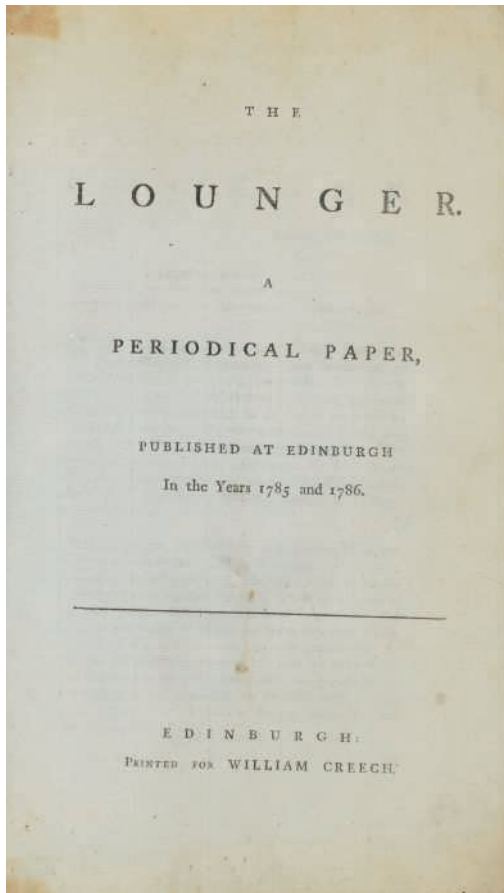 THE
LOUNGER.
A
PERIODICAL PAPER,
PUBLISHED AT EDINBURGH
In the Years 1785 and 1786.
EDINBURGH:
PRINTED FOR WILLIAM CREECH.